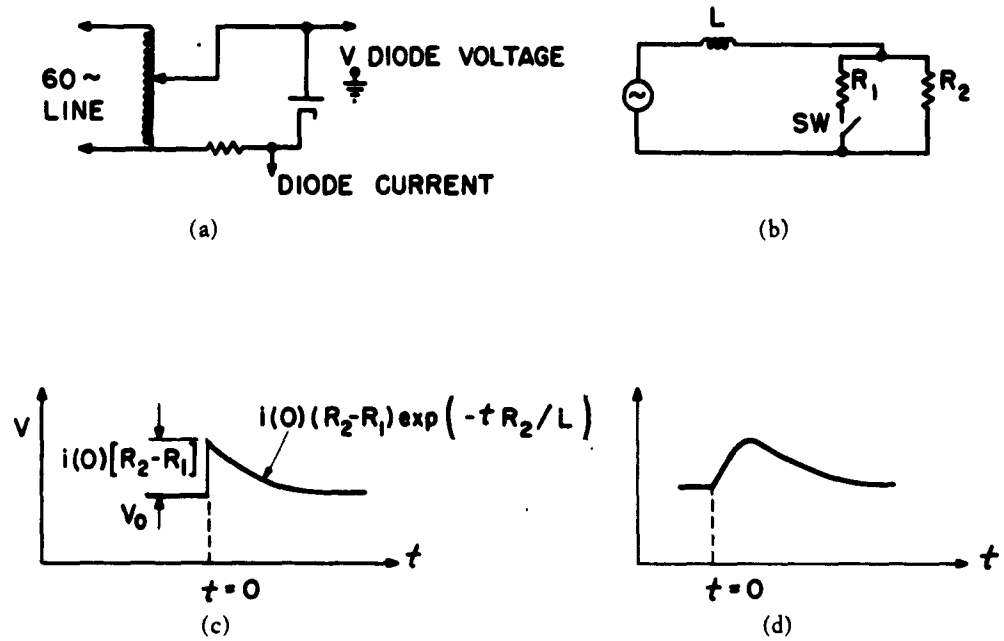 60~
LINE
V DIODE VOLTAGE
DIODE CURRENT
(a)
L
R₁
R₂
SW
~
(b)
V
i(0)(R₂-R₁)exp(-t R₂/L)
i(0)[R₂-R₁]
V₀
t
t=0
(c)
t
t=0
(d)